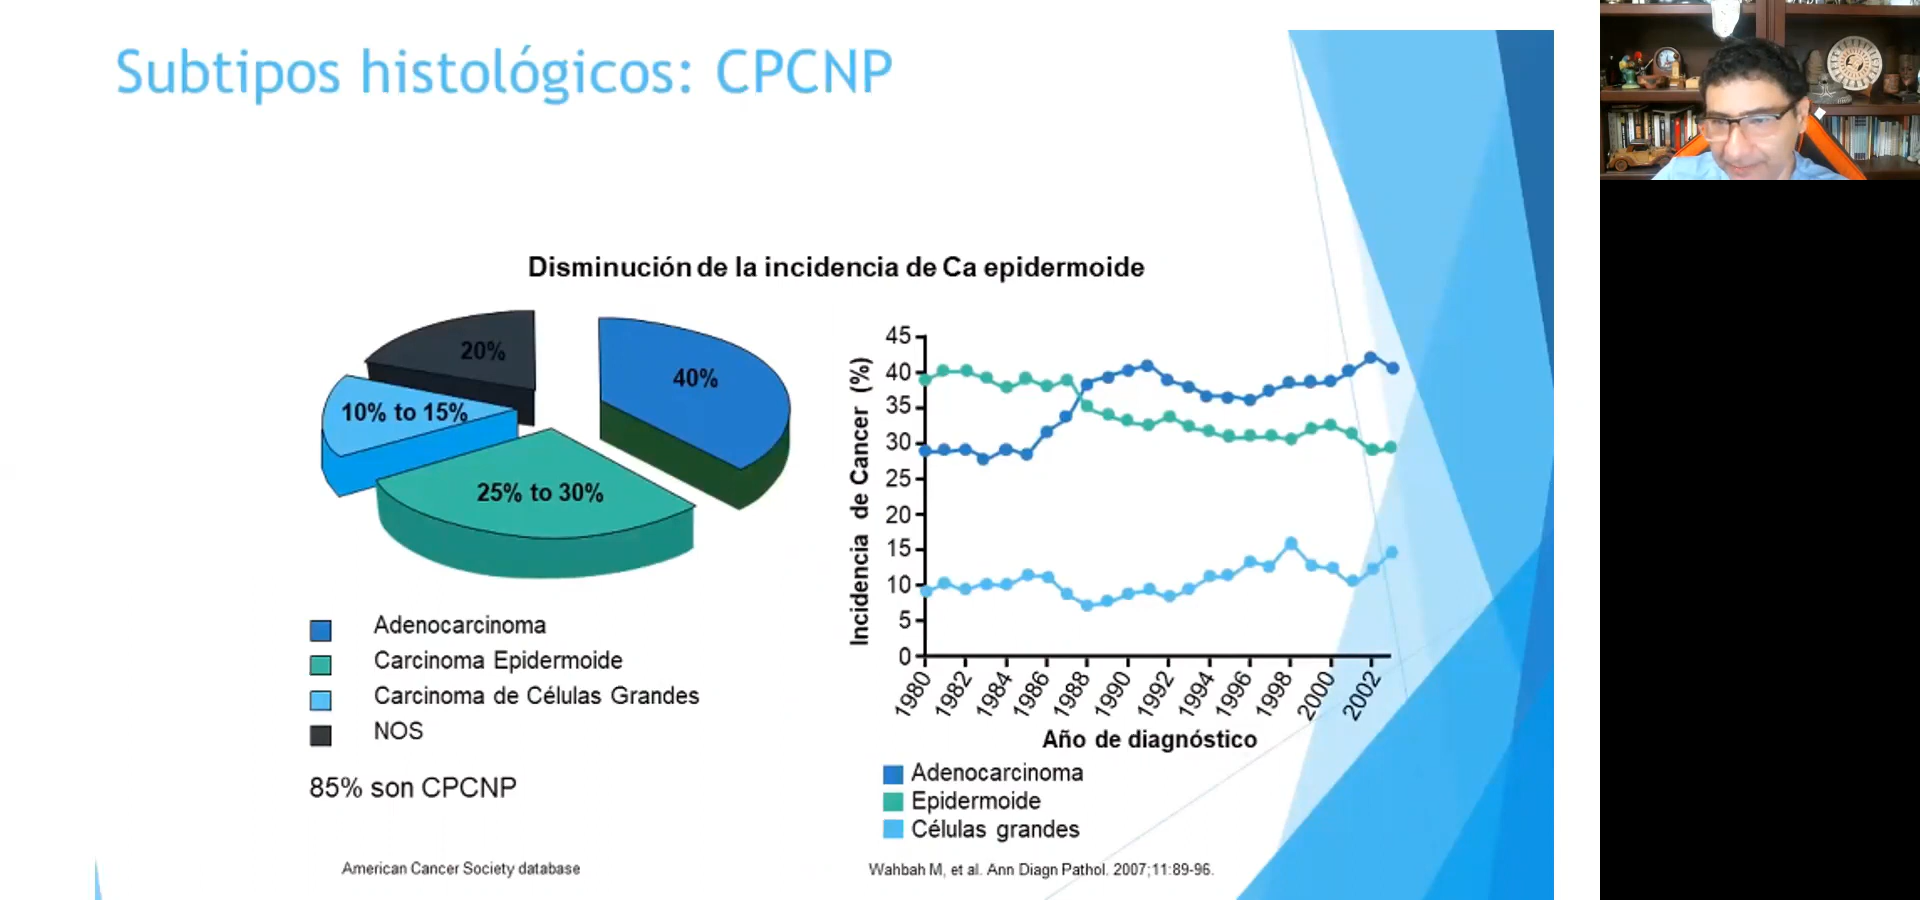 Subtipos histológicos: CPCNP
Disminución de la incidencia de Ca epidermoide
20%
40%
10% to 15%
25% to 30%
Adenocarcinoma
Carcinoma Epidermoide
Carcinoma de Células Grandes
NOS
85% son CPCNP
American Cancer Society database
Incidencia de Cancer (%)
45
40
35
30
25
20
15
10
5
0
1980
1982
1984
1986
1988
1990
1992
1994
1996
1998
2000
2002
Año de diagnóstico
Adenocarcinoma
Epidermoide
Células grandes
Wahbah M, et al. Ann Diagn Pathol. 2007;11:89-96.